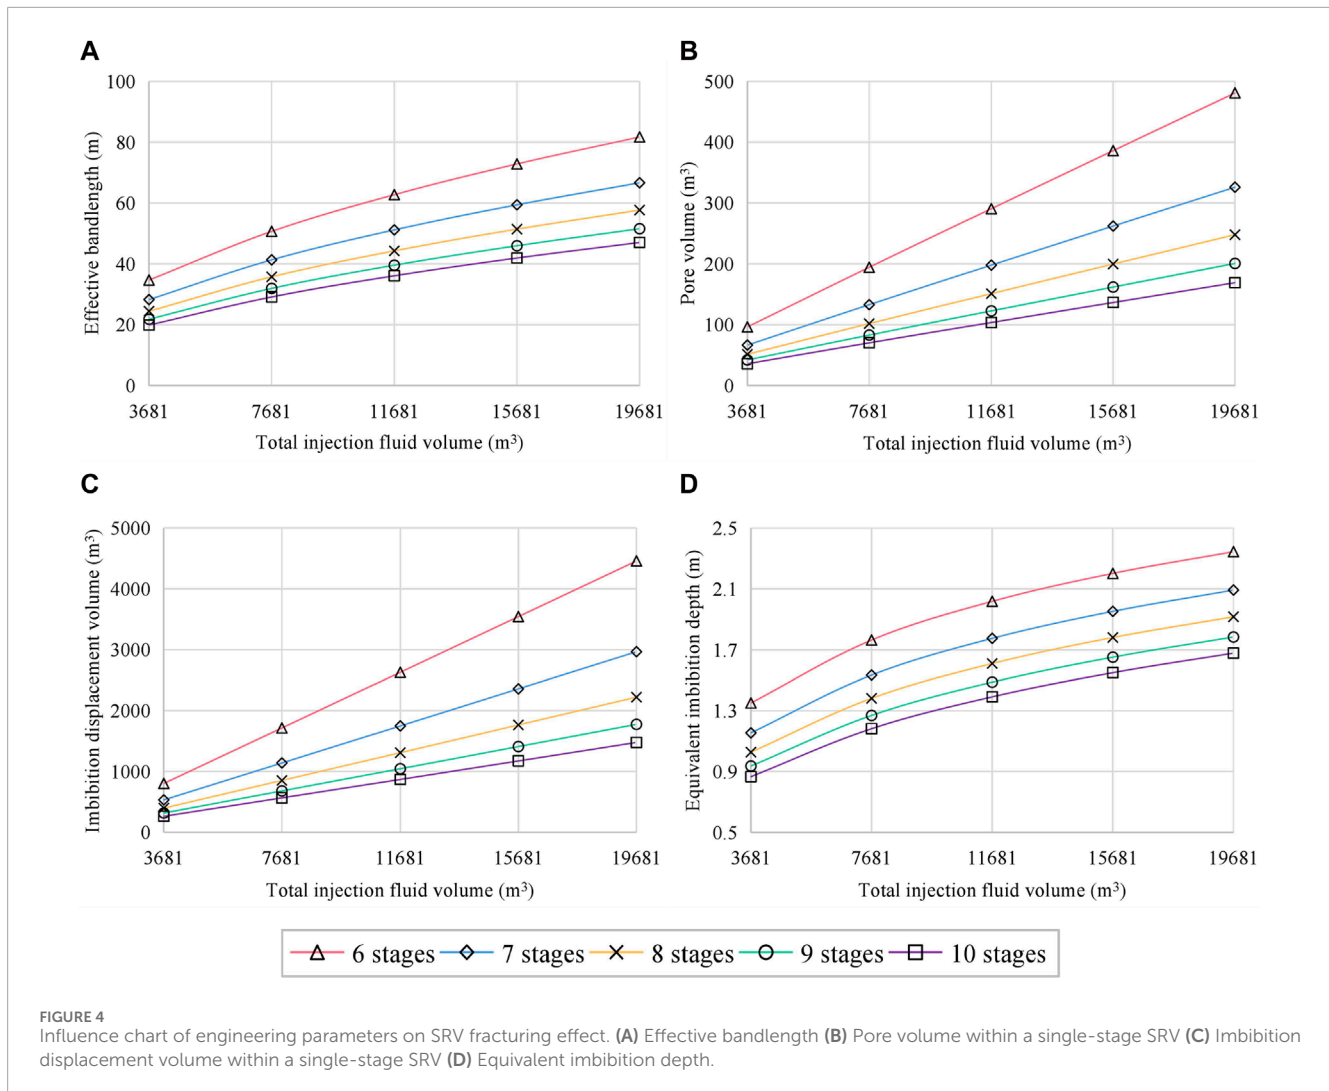 A
Effective bandlength (m)
100
80
60
40
20
0
3681 7681 11681 15681 19681
Total injection fluid volume (m³)
B
Pore volume (m³)
500
400
300
200
100
0
3681 7681 11681 15681 19681
Total injection fluid volume (m³)
C
Imbibition displacement volume (m³)
5000
4000
3000
2000
1000
0
3681 7681 11681 15681 19681
Total injection fluid volume (m³)
D
Equivalent imbibition depth (m)
2.5
2.1
1.7
1.3
0.9
0.5
3681 7681 11681 15681 19681
Total injection fluid volume (m³)
6 stages 7 stages 8 stages 9 stages 10 stages
FIGURE 4
Influence chart of engineering parameters on SRV fracturing effect. (A) Effective bandlength (B) Pore volume within a single-stage SRV (C) Imbibition
displacement volume within a single-stage SRV (D) Equivalent imbibition depth.